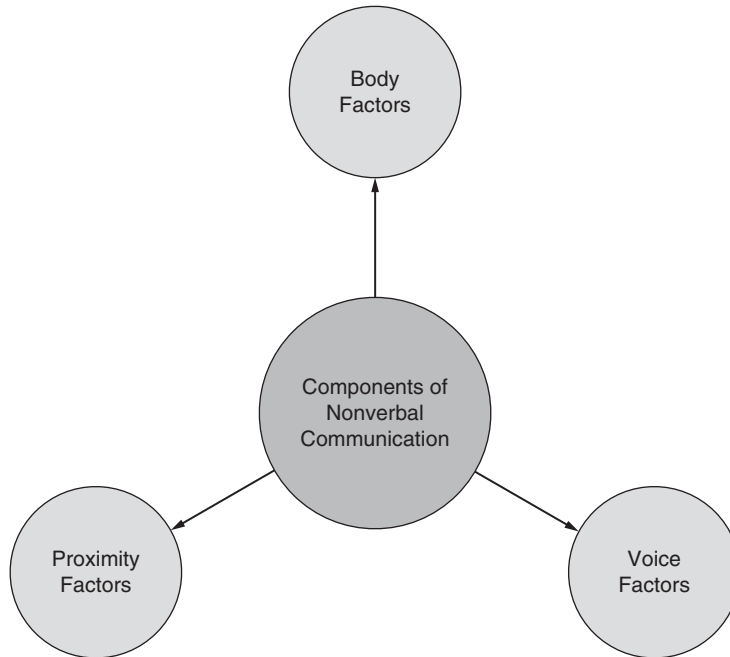 Body
Factors
Components of
Nonverbal
Communication
Proximity
Factors
Voice
Factors